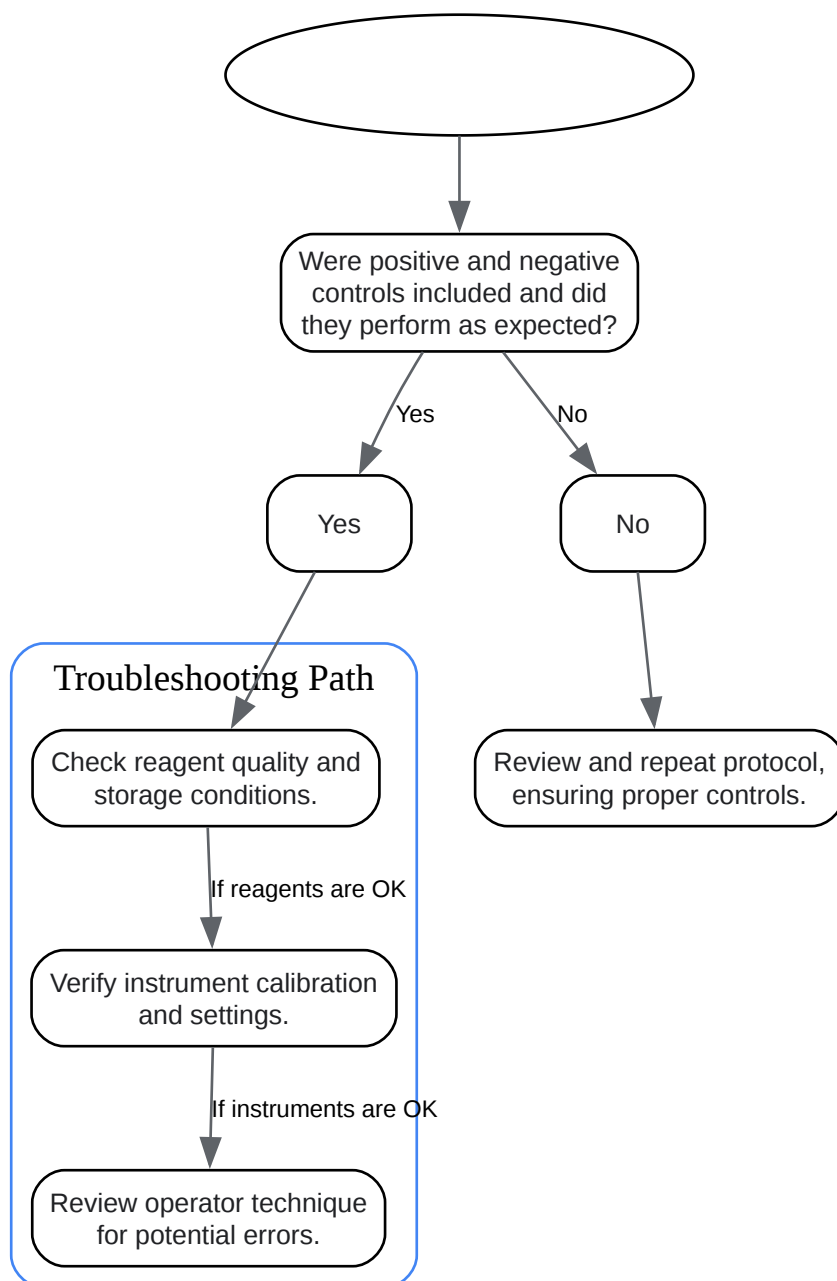 Were positive and negative
controls included and did
they perform as expected?
Yes
No
Yes
No
Troubleshooting Path
Check reagent quality and
storage conditions.
Review and repeat protocol,
ensuring proper controls.
If reagents are OK
Verify instrument calibration
and settings.
If instruments are OK
Review operator technique
for potential errors.